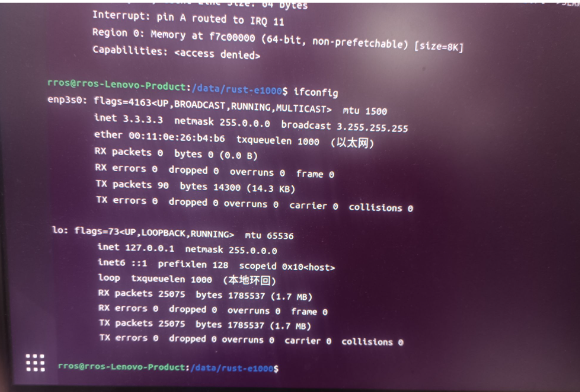 Interrupt: pin A routed to IRQ 11
Region 0: Memory at f7c00000 (64-bit, non-prefetchable) [size=8K]
Capabilities: <access denied>
rros@rros-Lenovo-Product:/data/rust-e1000$ ifconfig
enp3s0: flags=4163<UP,BROADCAST,RUNNING,MULTICAST>  mtu 1500
inet 3.3.3.3  netmask 255.0.0.0  broadcast 3.255.255.255
ether 00:11:0e:26:b4:b6  txqueuelen 1000  (以太网)
RX packets 0  bytes 0 (0.0 B)
RX errors 0  dropped 0  overruns 0  frame 0
TX packets 90  bytes 14300 (14.3 KB)
TX errors 0  dropped 0 overruns 0  carrier 0  collisions 0
lo: flags=73<UP,LOOPBACK,RUNNING>  mtu 65536
inet 127.0.0.1  netmask 255.0.0.0
inet6 ::1  prefixlen 128  scopeid 0x10<host>
loop  txqueuelen 1000  (本地环回)
RX packets 25075  bytes 1785537 (1.7 MB)
RX errors 0  dropped 0  overruns 0  frame 0
TX packets 25075  bytes 1785537 (1.7 MB)
TX errors 0  dropped 0 overruns 0  carrier 0  collisions 0
rros@rros-Lenovo-Product:/data/rust-e1000$